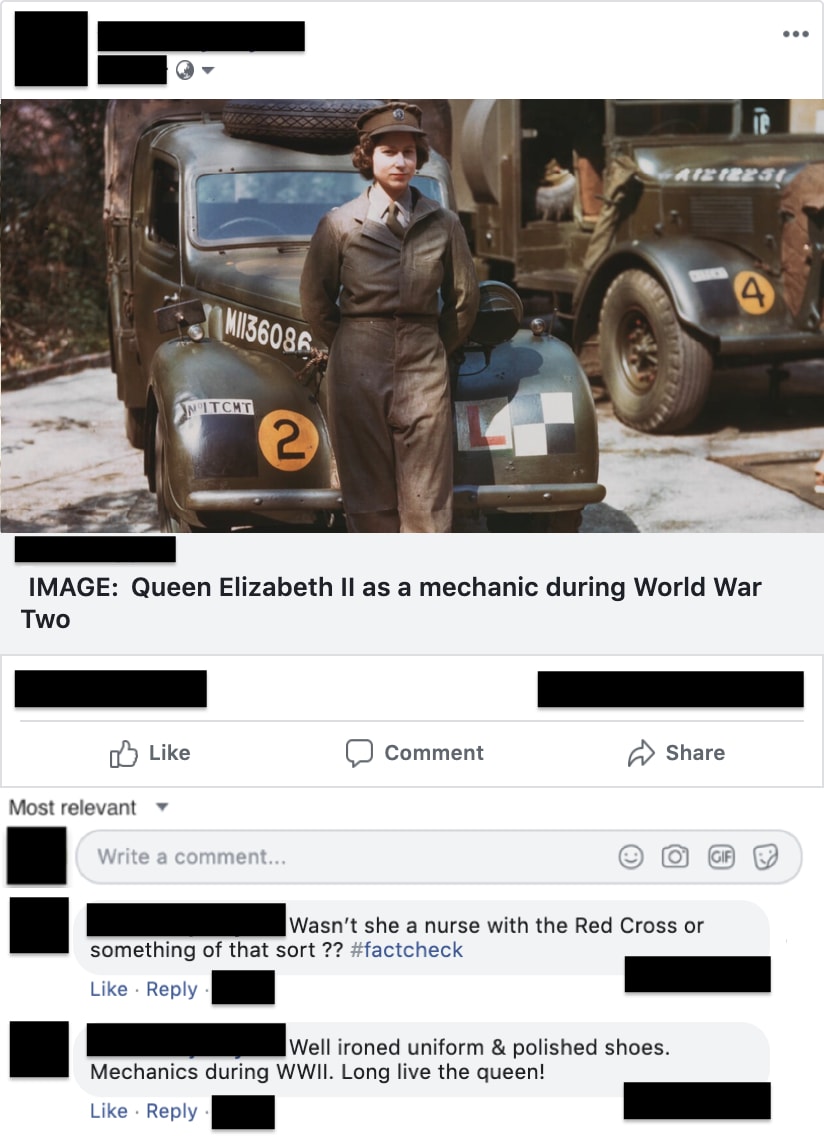 A1212251
M1136086
4
2
L
IMAGE: Queen Elizabeth II as a mechanic during World War
Two
Like
Comment
Share
Most relevant
Write a comment...
GIF
Wasn't she a nurse with the Red Cross or
something of that sort ?? #factcheck
Like · Reply ·
Well ironed uniform & polished shoes.
Mechanics during WWII. Long live the queen!
Like · Reply ·